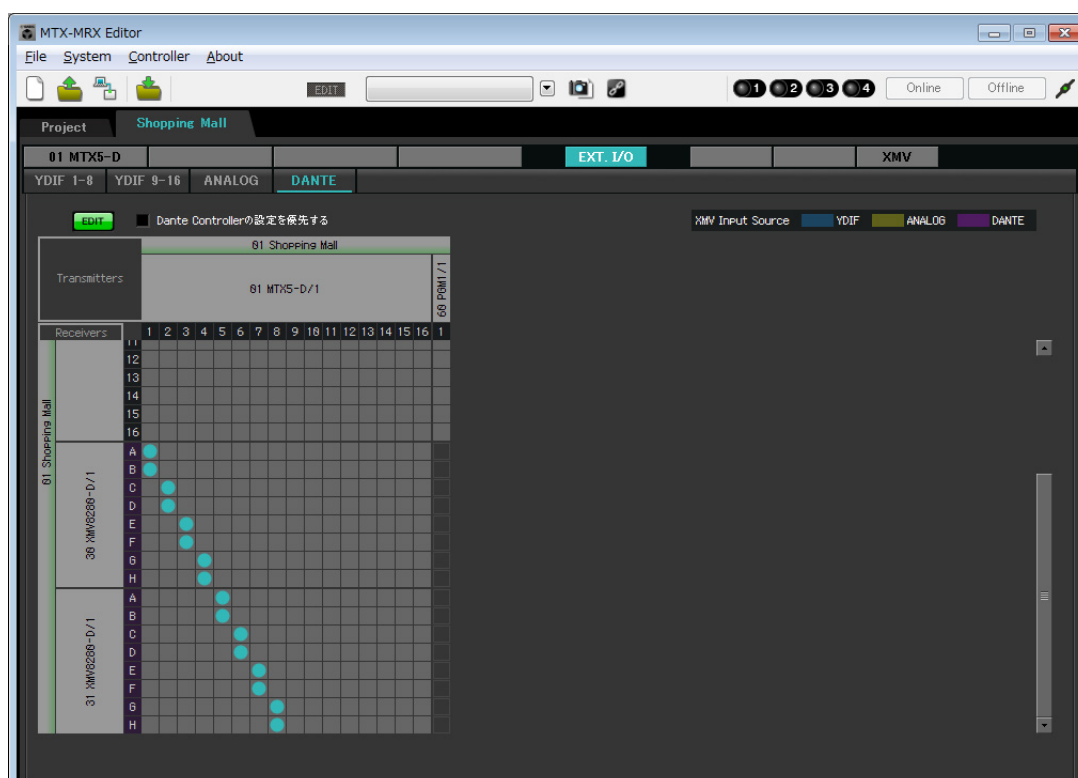 MTX-MRX Editor
File System Controller About
EDIT 1 2 3 4 Online Offline
Project Shopping Mall
01 MTX5-D EXT. I/O XMV
YDIF 1-8 YDIF 9-16 ANALOG DANTE
EDIT Dante Controllerの設定を優先する XMV Input Source YDIF ANALOG DANTE
01 Shopping Mall
Transmitters 01 MTX5-D/1 60 PGM1/1
Receivers 1 2 3 4 5 6 7 8 9 10 11 12 13 14 15 16 1
01 Shopping Mall
11
12
13
14
15
16
30 XMV8280-D/1
A
B
C
D
E
F
G
H
31 XMV8280-D/1
A
B
C
D
E
F
G
H